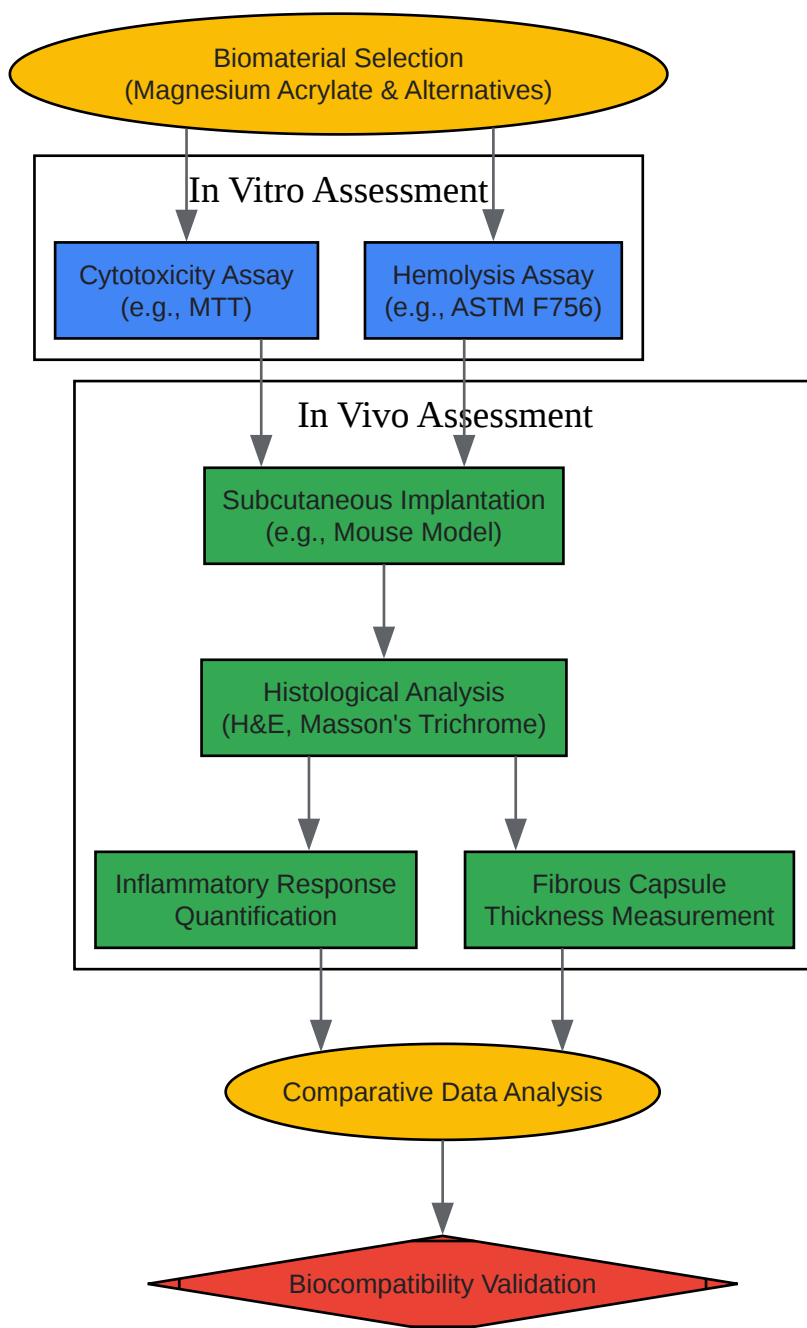 Biomaterial Selection
(Magnesium Acrylate & Alternatives)
In Vitro Assessment
Cytotoxicity Assay
(e.g., MTT)
Hemolysis Assay
(e.g., ASTM F756)
In Vivo Assessment
Subcutaneous Implantation
(e.g., Mouse Model)
Histological Analysis
(H&E, Masson's Trichrome)
Inflammatory Response
Quantification
Fibrous Capsule
Thickness Measurement
Comparative Data Analysis
Biocompatibility Validation